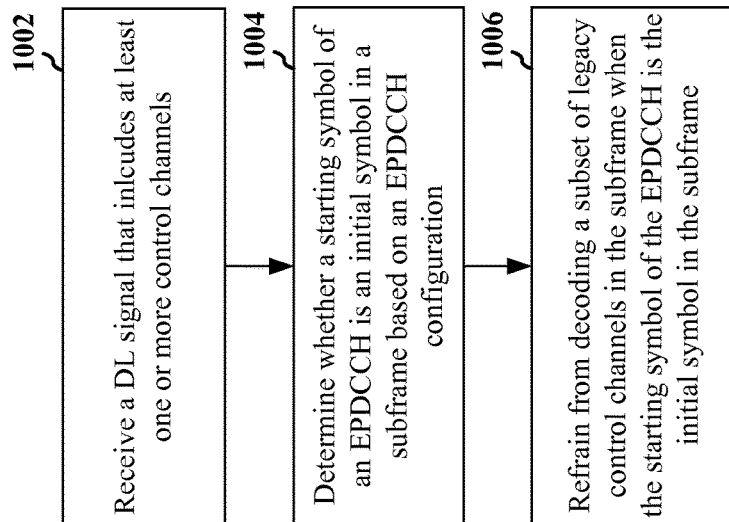 1002
Receive a DL signal that inlcudes at least
one or more control channels
1004
Determine whether a starting symbol of
an EPDCCH is an initial symbol in a
subframe based on an EPDCCH
configuration
1006
Refrain from decoding a subset of legacy
control channels in the subframe when
the starting symbol of the EPDCCH is the
initial symbol in the subframe